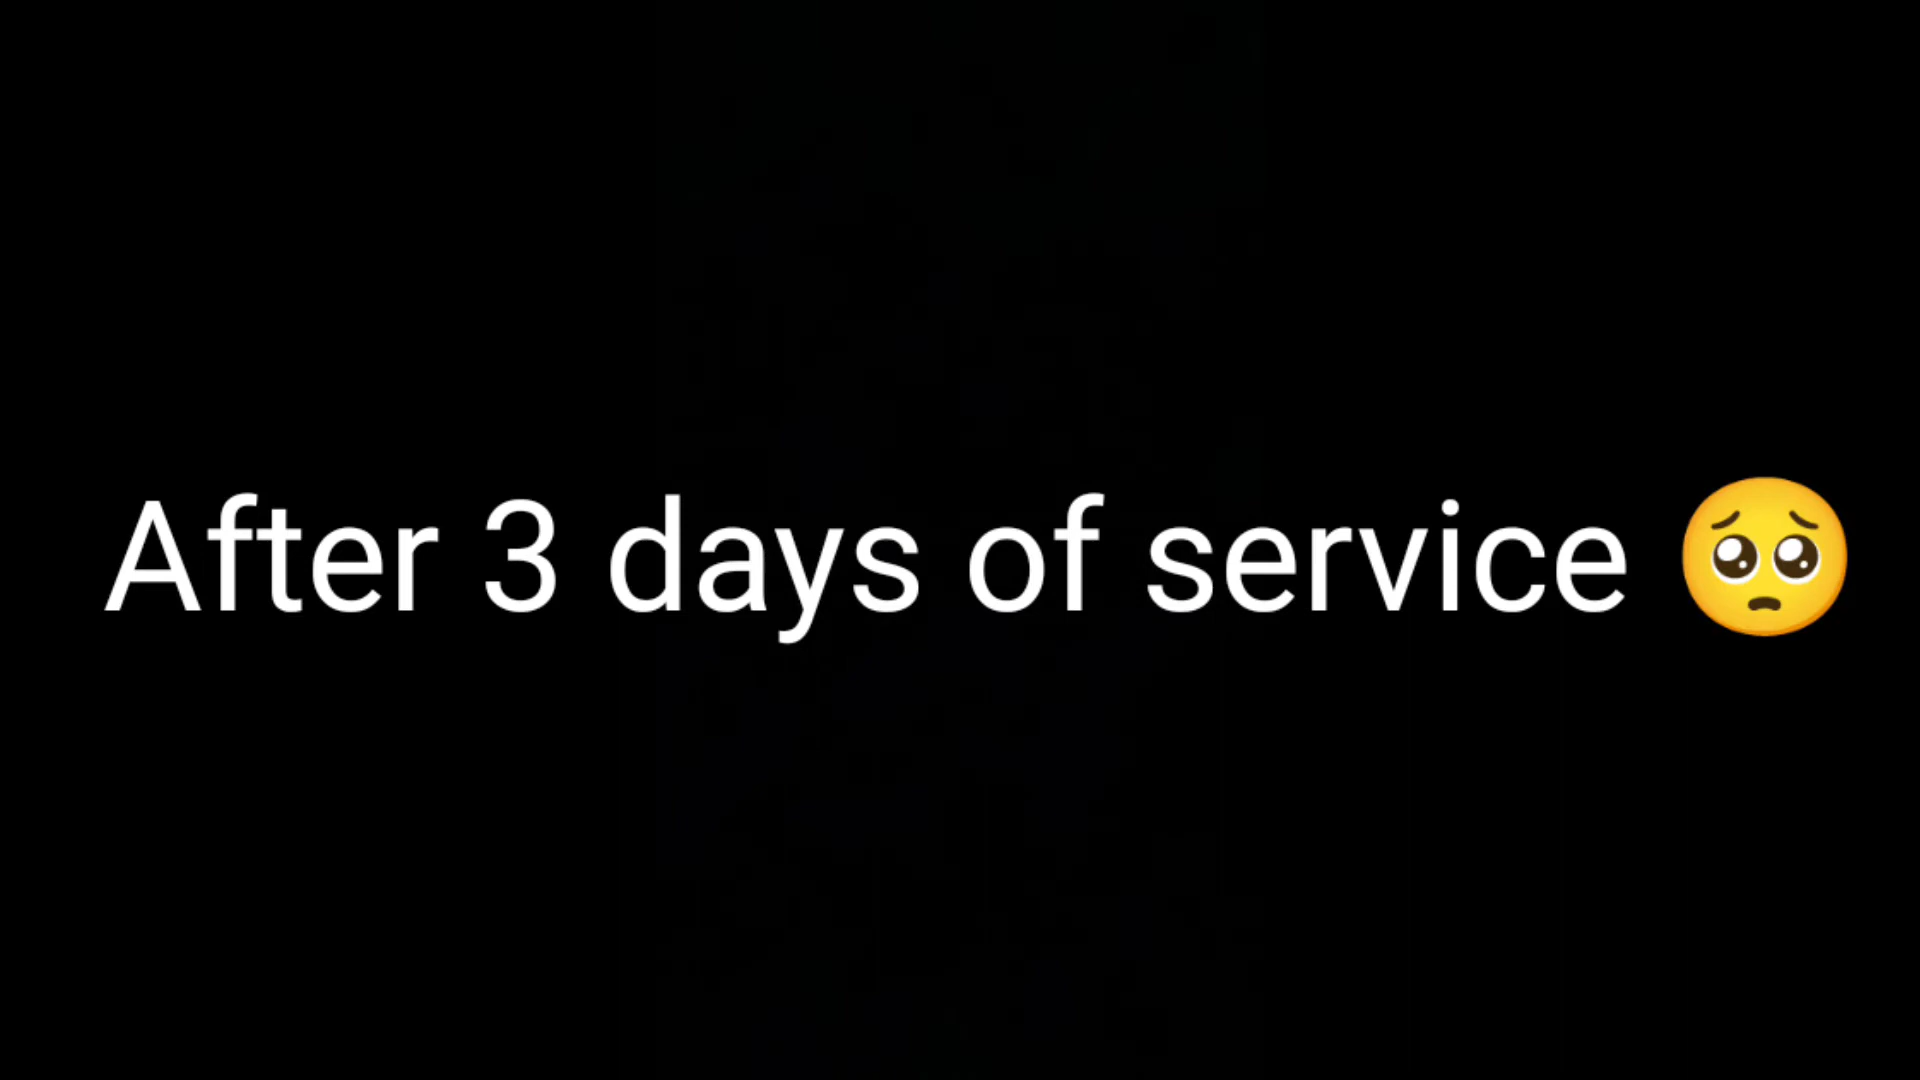 After 3 days of service 🥺